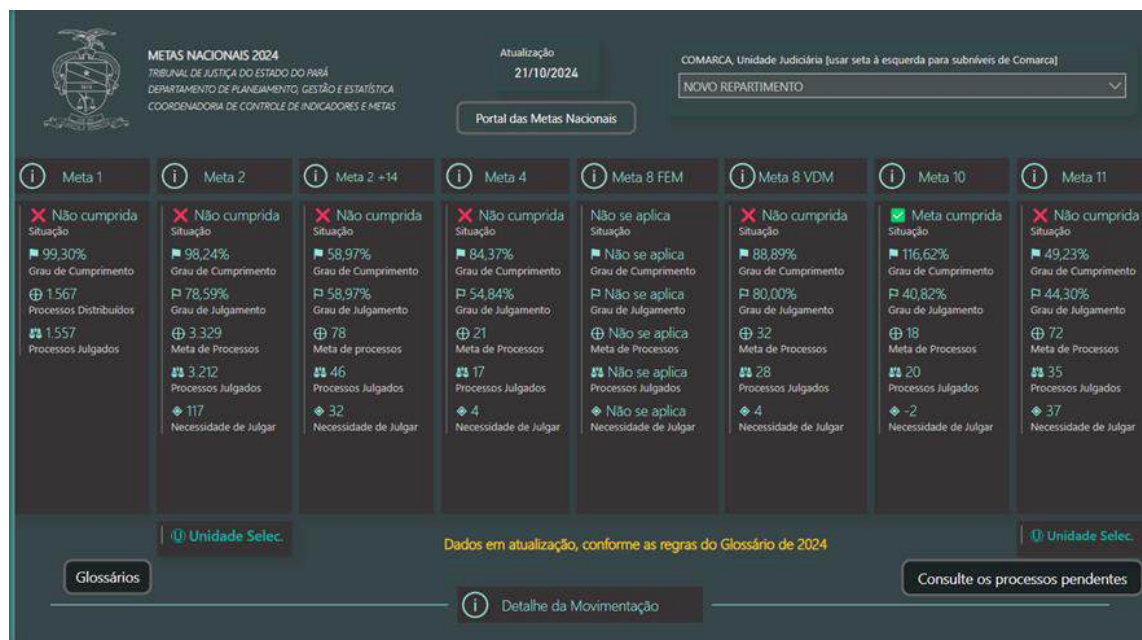 METAS NACIONAIS 2024
TRIBUNAL DE JUSTIÇA DO ESTADO DO PARÁ
DEPARTAMENTO DE PLANEJAMENTO, GESTÃO E ESTATÍSTICA
COORDENADORIA DE CONTROLE DE INDICADORES E METAS
Atualização
21/10/2024
Portal das Metas Nacionais
COMARCA, Unidade Judiciária [usar seta à esquerda para subníveis de Comarca]
NOVO REPARTIMENTO
Meta 1
Não cumprida
Situação
99,30%
Grau de Cumprimento
1.567
Processos Distribuídos
1.557
Processos Julgados
Meta 2
Não cumprida
Situação
98,24%
Grau de Cumprimento
78,59%
Grau de Julgamento
3.329
Meta de Processos
3.212
Processos Julgados
117
Necessidade de Julgar
Unidade Selec.
Meta 2 +14
Não cumprida
Situação
58,97%
Grau de Cumprimento
58,97%
Grau de Julgamento
78
Meta de processos
46
Processos Julgados
32
Necessidade de Julgar
Meta 4
Não cumprida
Situação
84,37%
Grau de Cumprimento
54,84%
Grau de Julgamento
21
Meta de Processos
17
Processos Julgados
4
Necessidade de Julgar
Meta 8 FEM
Não se aplica
Situação
Não se aplica
Grau de Cumprimento
Não se aplica
Grau de Julgamento
Não se aplica
Meta de Processos
Não se aplica
Processos Julgados
Não se aplica
Necessidade de Julgar
Meta 8 VDM
Não cumprida
Situação
88,89%
Grau de Cumprimento
80,00%
Grau de Julgamento
32
Meta de Processos
28
Processos Julgados
4
Necessidade de Julgar
Meta 10
Meta cumprida
Situação
116,62%
Grau de Cumprimento
40,82%
Grau de Julgamento
18
Meta de Processos
20
Processos Julgados
-2
Necessidade de Julgar
Meta 11
Não cumprida
Situação
49,23%
Grau de Cumprimento
44,30%
Grau de Julgamento
72
Meta de Processos
35
Processos Julgados
37
Necessidade de Julgar
Unidade Selec.
Dados em atualização, conforme as regras do Glossário de 2024
Glossários
Consulte os processos pendentes
Detalhe da Movimentação